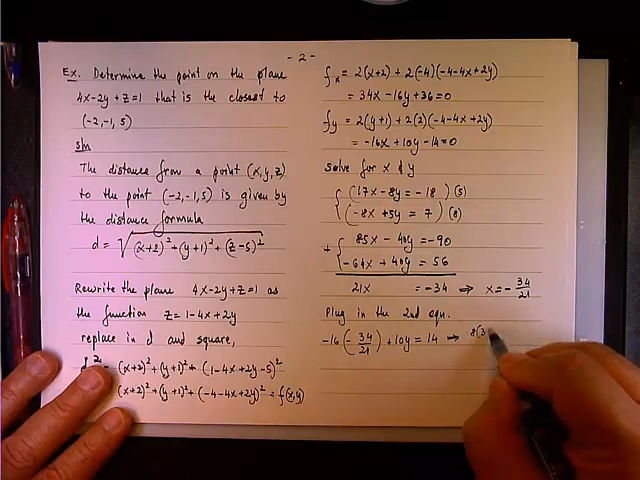 - 2 -
Ex. Determine the point on the plane
4x-2y+z=1 that is the closest to
(-2,-1,5)
Soln
The distance from a point (x,y,z)
to the point (-2,-1,5) is given by
the distance formula
d = √((x+2)²+(y+1)²+(z-5)²)
Rewrite the plane 4x-2y+z=1 as
the function z=1-4x+2y
replace in d and square,
d² = (x+2)²+(y+1)²+(1-4x+2y-5)²
(x+2)²+(y+1)²+(-4-4x+2y)² = f(x,y)
fx = 2(x+2) + 2(-4)(-4-4x+2y)
= 34x-16y+36=0
fy = 2(y+1)+2(2)(-4-4x+2y)
= -16x+10y-14=0
solve for x & y
{ (17x-8y=-18) (5)
(-8x+5y = 7) (8)
+ { 85x-40y=-90
-64x+40y = 56
21x = -34 ⇒ x=-34/21
Plug in the 2nd eqn.
-16(-34/21)+10y = 14 ⇒ 8(3